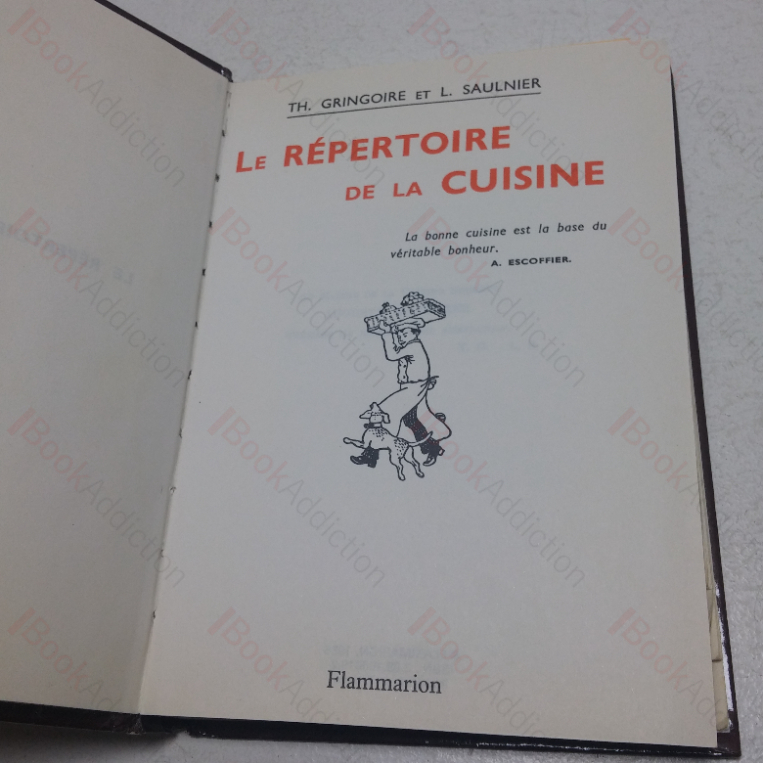 TH. GRINGOIRE ET L. SAULNIER
LE RÉPERTOIRE
DE LA CUISINE
La bonne cuisine est la base du
véritable bonheur.
A. ESCOFFIER.
Flammarion
BookAddiction